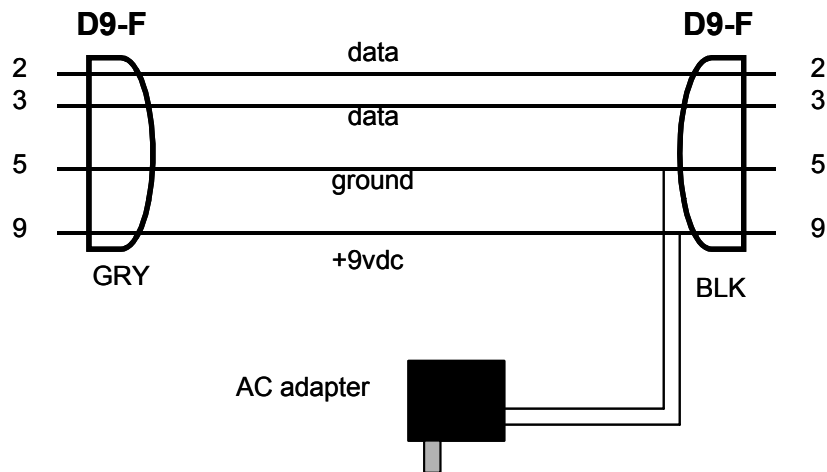 D9-F D9-F
2 data 2
3 3
data
5 5
ground
9 9
+9vdc
GRY BLK
AC adapter